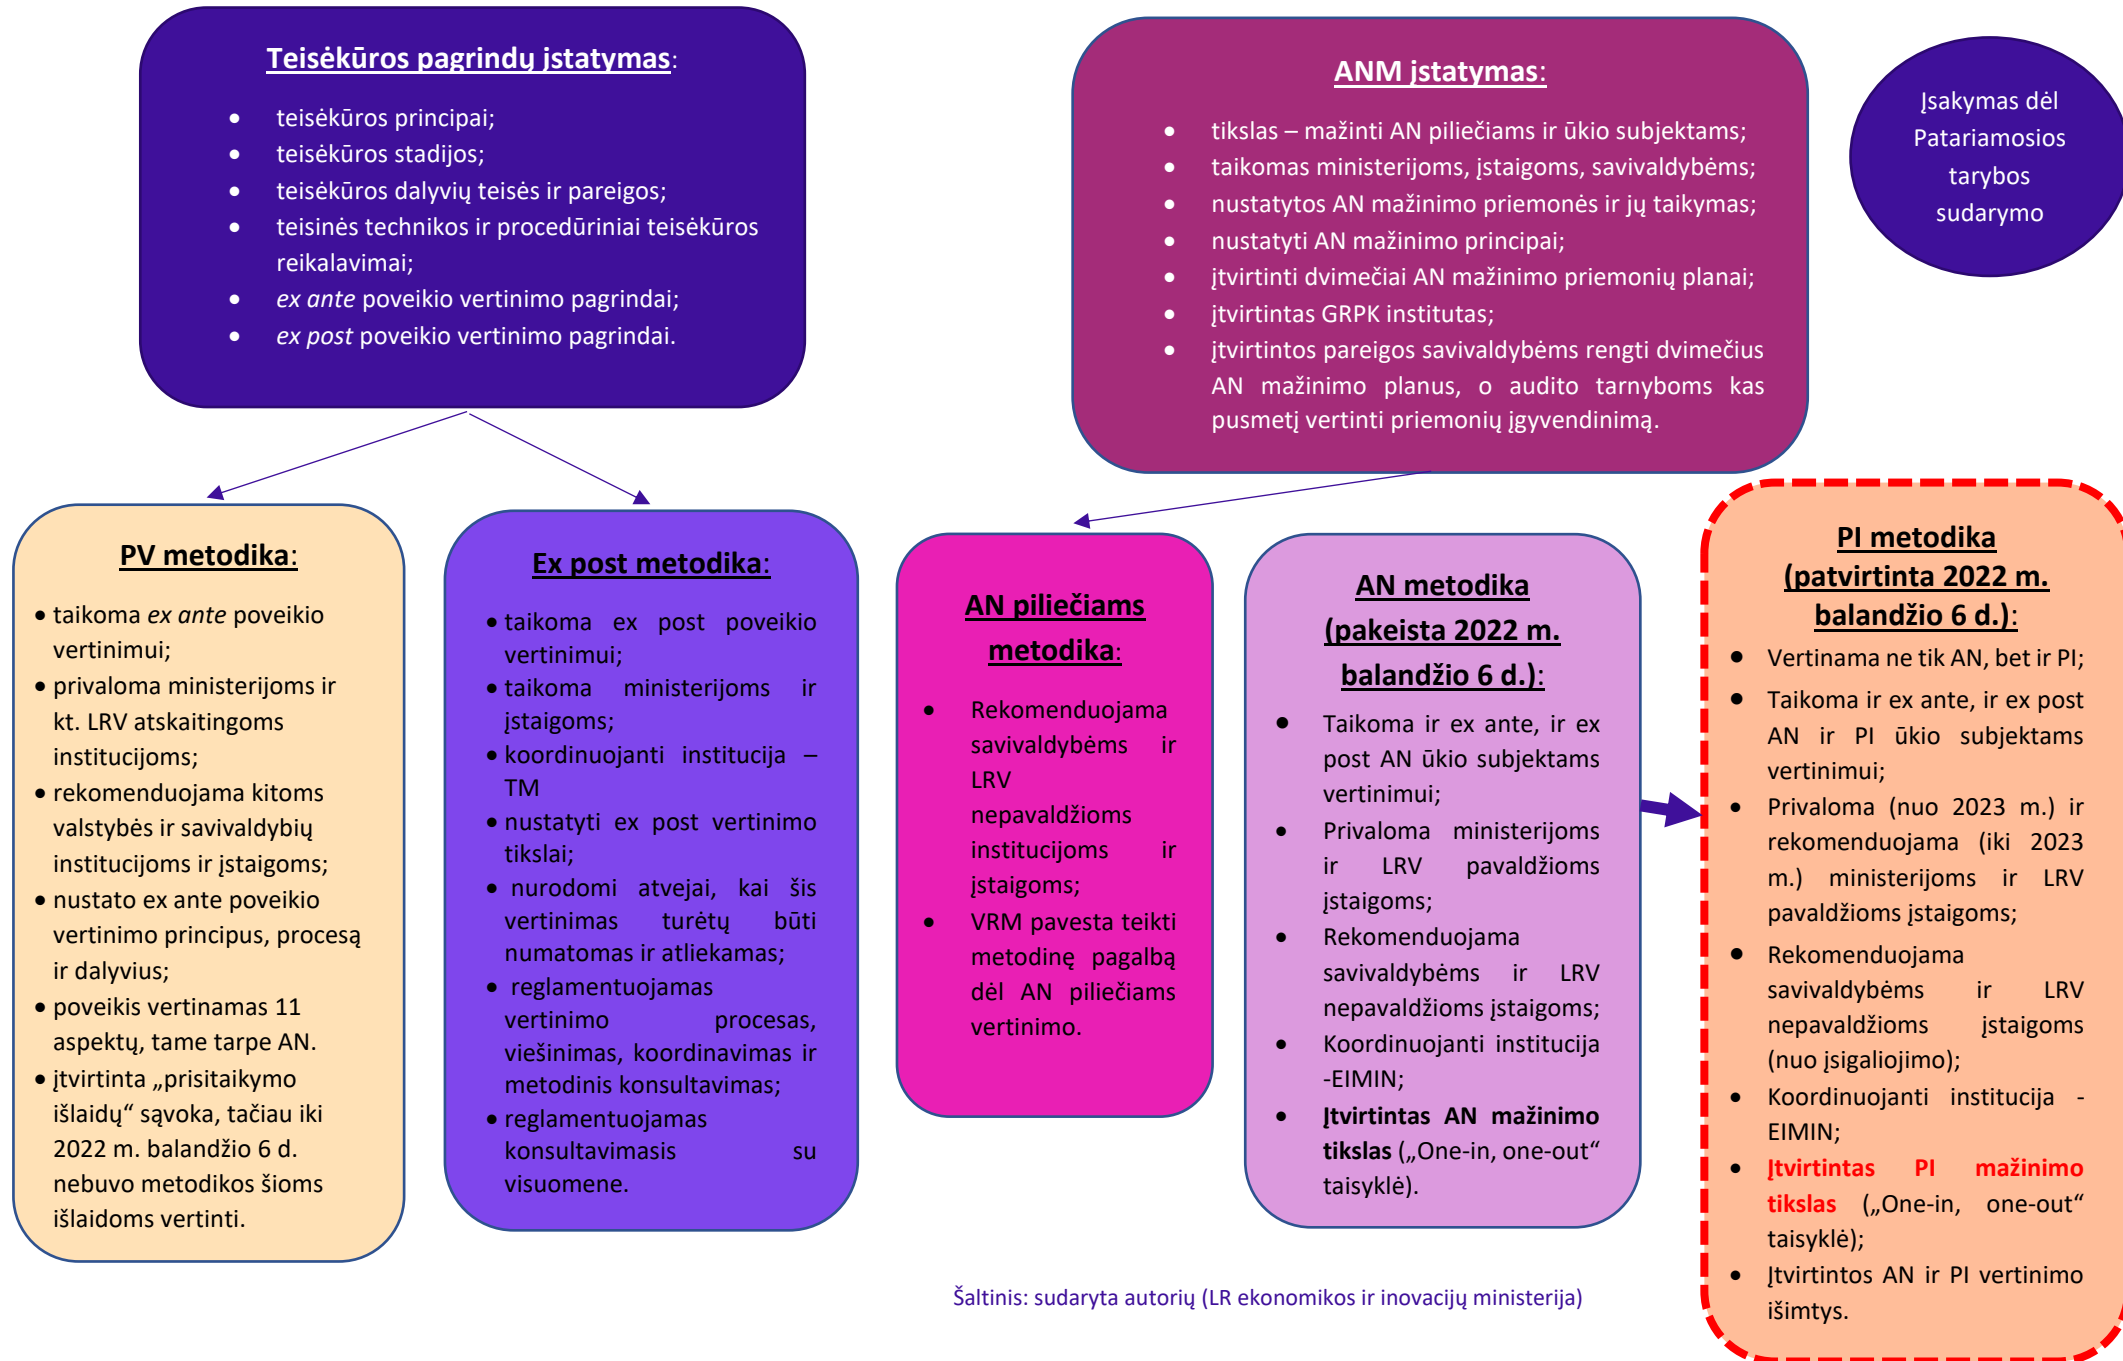 Teisėkūros pagrindų įstatymas:
• teisėkūros principai;
• teisėkūros stadijos;
• teisėkūros dalyvių teisės ir pareigos;
• teisinės technikos ir procedūriniai teisėkūros
reikalavimai;
• ex ante poveikio vertinimo pagrindai;
• ex post poveikio vertinimo pagrindai.
ANM įstatymas:
• tikslas – mažinti AN piliečiams ir ūkio subjektams;
• taikomas ministerijoms, įstaigoms, savivaldybėms;
• nustatytos AN mažinimo priemonės ir jų taikymas;
• nustatyti AN mažinimo principai;
• įtvirtinti dvimečiai AN mažinimo priemonių planai;
• įtvirtintas GRPK institutas;
• įtvirtintos pareigos savivaldybėms rengti dvimečius
AN mažinimo planus, o audito tarnyboms kas
pusmetį vertinti priemonių įgyvendinimą.
Įsakymas dėl
Patariamosios
tarybos
sudarymo
PV metodika:
• taikoma ex ante poveikio
vertinimui;
• privaloma ministerijoms ir
kt. LRV atskaitingoms
institucijoms;
• rekomenduojama kitoms
valstybės ir savivaldybių
institucijoms ir įstaigoms;
• nustato ex ante poveikio
vertinimo principus, procesą
ir dalyvius;
• poveikis vertinamas 11
aspektų, tame tarpe AN.
• įtvirtinta „prisitaikymo
išlaidų“ sąvoka, tačiau iki
2022 m. balandžio 6 d.
nebuvo metodikos šioms
išlaidoms vertinti.
Ex post metodika:
• taikoma ex post poveikio
vertinimui;
• taikoma ministerijoms ir
įstaigoms;
• koordinuojanti institucija –
TM
• nustatyti ex post vertinimo
tikslai;
• nurodomi atvejai, kai šis
vertinimas turėtų būti
numatomas ir atliekamas;
• reglamentuojamas
vertinimo procesas,
viešinimas, koordinavimas ir
metodinis konsultavimas;
• reglamentuojamas
konsultavimasis su
visuomene.
AN piliečiams
metodika:
• Rekomenduojama
savivaldybėms ir
LRV
nepavaldžioms
institucijoms ir
įstaigoms;
• VRM pavesta teikti
metodinę pagalbą
dėl AN piliečiams
vertinimo.
AN metodika
(pakeista 2022 m.
balandžio 6 d.):
• Taikoma ir ex ante, ir ex
post AN ūkio subjektams
vertinimui;
• Privaloma ministerijoms
ir LRV pavaldžioms
įstaigoms;
• Rekomenduojama
savivaldybėms ir LRV
nepavaldžioms įstaigoms;
• Koordinuojanti institucija
-EIMIN;
• Įtvirtintas AN mažinimo
tikslas („One-in, one-out“
taisyklė).
PI metodika
(patvirtinta 2022 m.
balandžio 6 d.):
• Vertinama ne tik AN, bet ir PI;
• Taikoma ir ex ante, ir ex post
AN ir PI ūkio subjektams
vertinimui;
• Privaloma (nuo 2023 m.) ir
rekomenduojama (iki 2023
m.) ministerijoms ir LRV
pavaldžioms įstaigoms;
• Rekomenduojama
savivaldybėms ir LRV
nepavaldžioms įstaigoms
(nuo įsigaliojimo);
• Koordinuojanti institucija -
EIMIN;
• Įtvirtintas PI mažinimo
tikslas („One-in, one-out“
taisyklė);
• Įtvirtintos AN ir PI vertinimo
išimtys.
Šaltinis: sudaryta autorių (LR ekonomikos ir inovacijų ministerija)